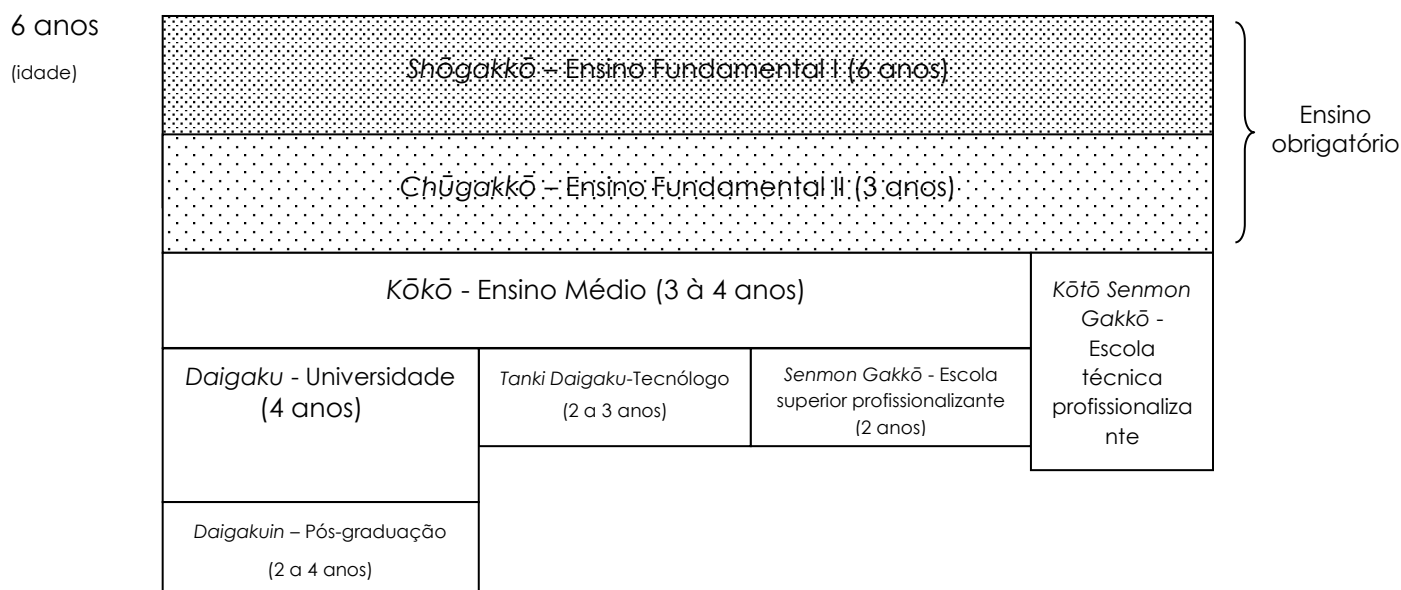 6 anos
(idade)
Shōgakkō – Ensino Fundamental I (6 anos)
Ensino
obrigatório
Chūgakkō – Ensino Fundamental II (3 anos)
Kōkō - Ensino Médio (3 à 4 anos)
Kōtō Senmon
Gakkō -
Escola
técnica
profissionaliza
nte
Daigaku - Universidade
(4 anos)
Tanki Daigaku-Tecnólogo
(2 a 3 anos)
Senmon Gakkō - Escola
superior profissionalizante
(2 anos)
Daigakuin – Pós-graduação
(2 a 4 anos)